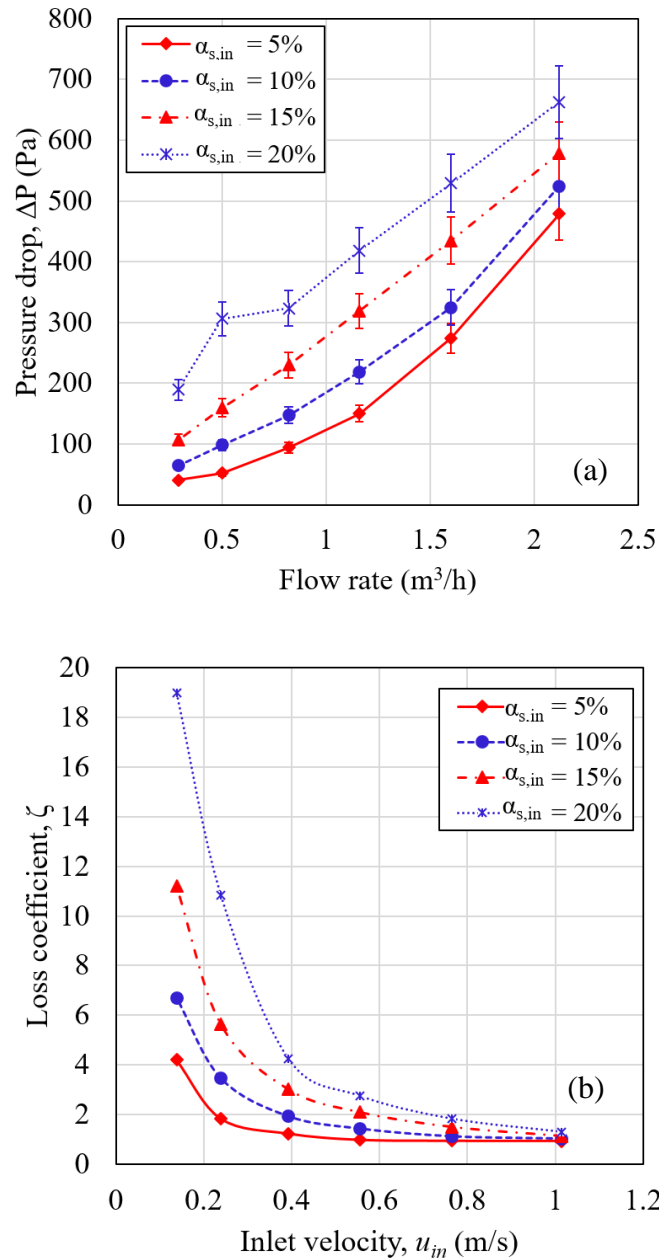 (a)
800
700
600
500
400
300
200
100
0
Pressure drop, ΔP (Pa)
αs,in = 5%
αs,in = 10%
αs,in = 15%
αs,in = 20%
(a)
0 0.5 1 1.5 2 2.5
Flow rate (m³/h)
20
18
16
14
12
10
8
6
4
2
0
Loss coefficient, ζ
αs,in = 5%
αs,in = 10%
αs,in = 15%
αs,in = 20%
(b)
0 0.2 0.4 0.6 0.8 1 1.2
Inlet velocity, uin (m/s)